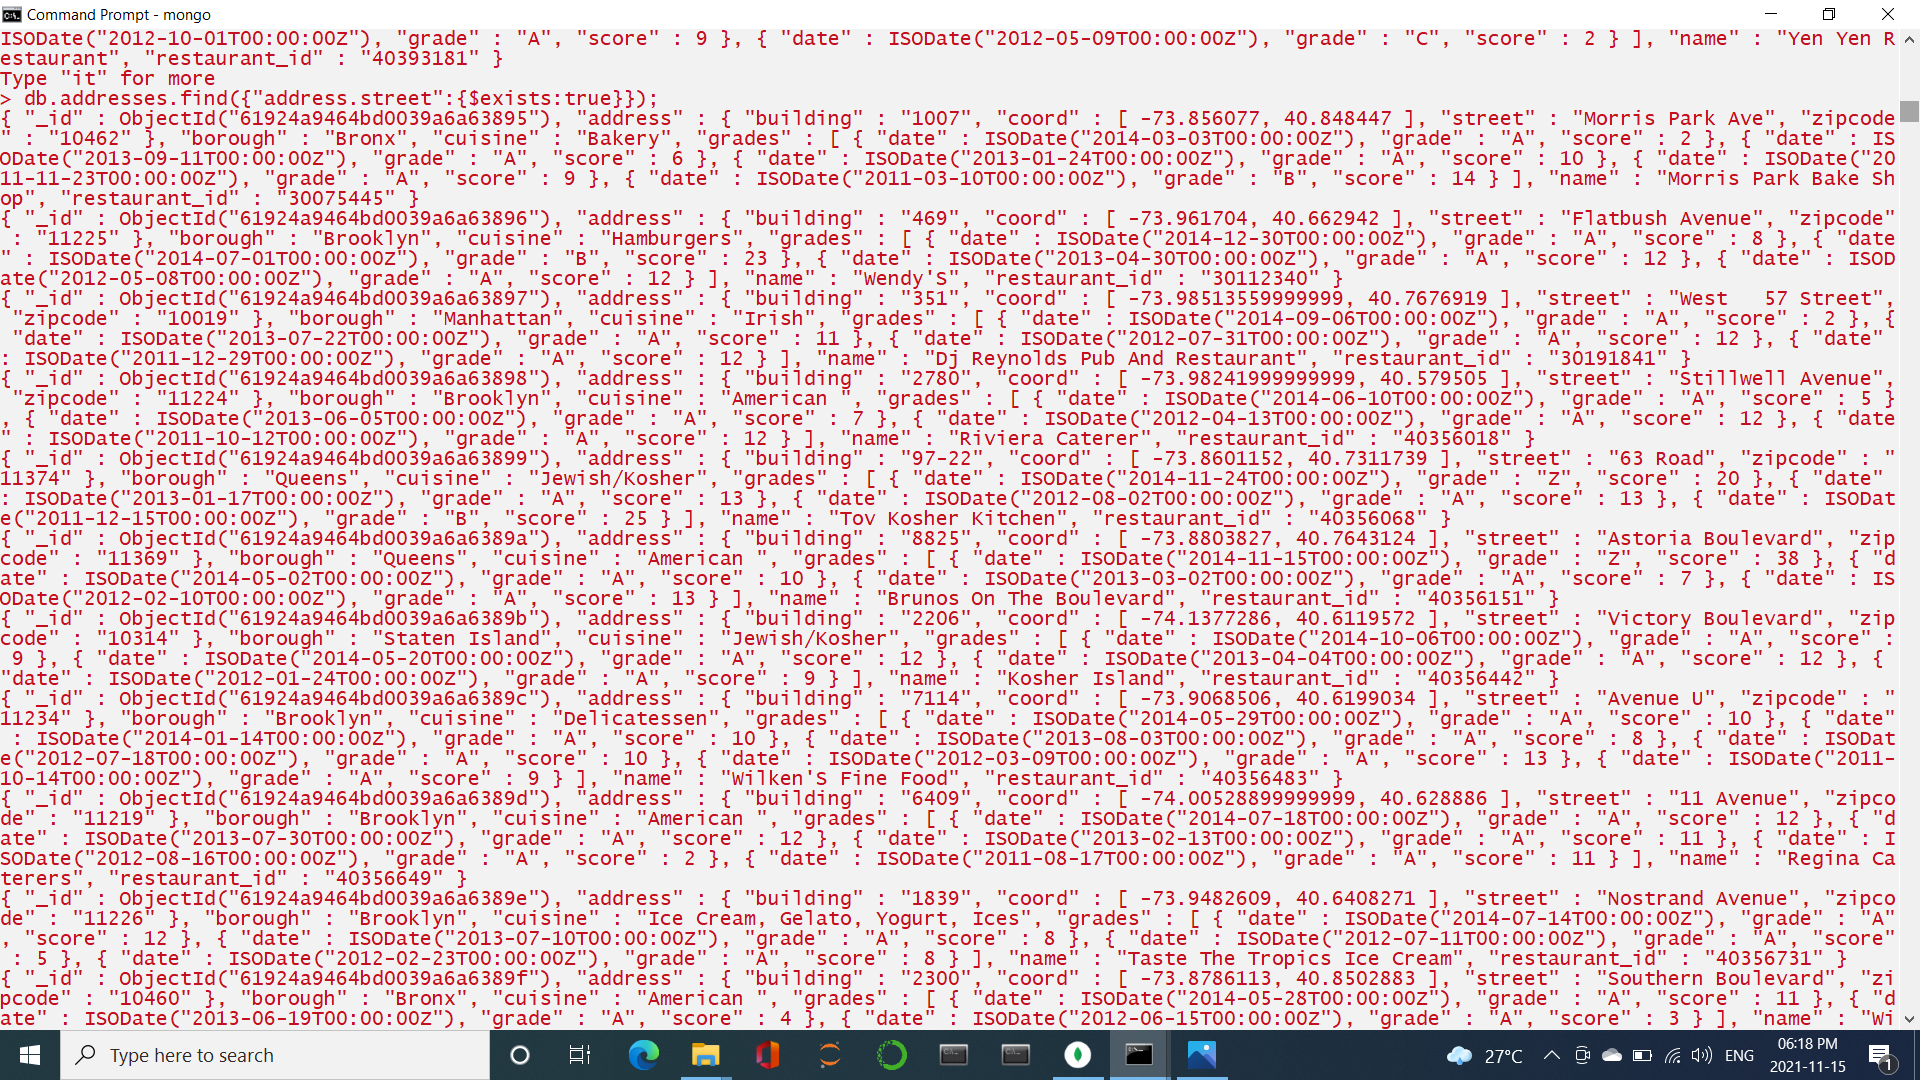 Command Prompt - mongo
ISODate("2012-10-01T00:00:00Z"), "grade" : "A", "score" : 9 }, { "date" : ISODate("2012-05-09T00:00:00Z"), "grade" : "C", "score" : 2 } ], "name" : "Yen Yen R
estaurant", "restaurant_id" : "40393181" }
Type "it" for more
> db.addresses.find({"address.street":{$exists:true}});
{ "_id" : ObjectId("61924a9464bd0039a6a63895"), "address" : { "building" : "1007", "coord" : [ -73.856077, 40.848447 ], "street" : "Morris Park Ave", "zipcode
" : "10462" }, "borough" : "Bronx", "cuisine" : "Bakery", "grades" : [ { "date" : ISODate("2014-03-03T00:00:00Z"), "grade" : "A", "score" : 2 }, { "date" : IS
ODate("2013-09-11T00:00:00Z"), "grade" : "A", "score" : 6 }, { "date" : ISODate("2013-01-24T00:00:00Z"), "grade" : "A", "score" : 10 }, { "date" : ISODate("20
11-11-23T00:00:00Z"), "grade" : "A", "score" : 9 }, { "date" : ISODate("2011-03-10T00:00:00Z"), "grade" : "B", "score" : 14 } ], "name" : "Morris Park Bake Sh
op", "restaurant_id" : "30075445" }
{ "_id" : ObjectId("61924a9464bd0039a6a63896"), "address" : { "building" : "469", "coord" : [ -73.961704, 40.662942 ], "street" : "Flatbush Avenue", "zipcode"
 : "11225" }, "borough" : "Brooklyn", "cuisine" : "Hamburgers", "grades" : [ { "date" : ISODate("2014-12-30T00:00:00Z"), "grade" : "A", "score" : 8 }, { "date
" : ISODate("2014-07-01T00:00:00Z"), "grade" : "B", "score" : 23 }, { "date" : ISODate("2013-04-30T00:00:00Z"), "grade" : "A", "score" : 12 }, { "date" : ISOD
ate("2012-05-08T00:00:00Z"), "grade" : "A", "score" : 12 } ], "name" : "Wendy'S", "restaurant_id" : "30112340" }
{ "_id" : ObjectId("61924a9464bd0039a6a63897"), "address" : { "building" : "351", "coord" : [ -73.98513559999999, 40.7676919 ], "street" : "West   57 Street",
 "zipcode" : "10019" }, "borough" : "Manhattan", "cuisine" : "Irish", "grades" : [ { "date" : ISODate("2014-09-06T00:00:00Z"), "grade" : "A", "score" : 2 }, {
 "date" : ISODate("2013-07-22T00:00:00Z"), "grade" : "A", "score" : 11 }, { "date" : ISODate("2012-07-31T00:00:00Z"), "grade" : "A", "score" : 12 }, { "date"
: ISODate("2011-12-29T00:00:00Z"), "grade" : "A", "score" : 12 } ], "name" : "Dj Reynolds Pub And Restaurant", "restaurant_id" : "30191841" }
{ "_id" : ObjectId("61924a9464bd0039a6a63898"), "address" : { "building" : "2780", "coord" : [ -73.98241999999999, 40.579505 ], "street" : "Stillwell Avenue",
 "zipcode" : "11224" }, "borough" : "Brooklyn", "cuisine" : "American ", "grades" : [ { "date" : ISODate("2014-06-10T00:00:00Z"), "grade" : "A", "score" : 5 }
, { "date" : ISODate("2013-06-05T00:00:00Z"), "grade" : "A", "score" : 7 }, { "date" : ISODate("2012-04-13T00:00:00Z"), "grade" : "A", "score" : 12 }, { "date
" : ISODate("2011-10-12T00:00:00Z"), "grade" : "A", "score" : 12 } ], "name" : "Riviera Caterer", "restaurant_id" : "40356018" }
{ "_id" : ObjectId("61924a9464bd0039a6a63899"), "address" : { "building" : "97-22", "coord" : [ -73.8601152, 40.7311739 ], "street" : "63 Road", "zipcode" : "
11374" }, "borough" : "Queens", "cuisine" : "Jewish/Kosher", "grades" : [ { "date" : ISODate("2014-11-24T00:00:00Z"), "grade" : "Z", "score" : 20 }, { "date"
: ISODate("2013-01-17T00:00:00Z"), "grade" : "A", "score" : 13 }, { "date" : ISODate("2012-08-02T00:00:00Z"), "grade" : "A", "score" : 13 }, { "date" : ISODat
e("2011-12-15T00:00:00Z"), "grade" : "B", "score" : 25 } ], "name" : "Tov Kosher Kitchen", "restaurant_id" : "40356068" }
{ "_id" : ObjectId("61924a9464bd0039a6a6389a"), "address" : { "building" : "8825", "coord" : [ -73.8803827, 40.7643124 ], "street" : "Astoria Boulevard", "zip
code" : "11369" }, "borough" : "Queens", "cuisine" : "American ", "grades" : [ { "date" : ISODate("2014-11-15T00:00:00Z"), "grade" : "Z", "score" : 38 }, { "d
ate" : ISODate("2014-05-02T00:00:00Z"), "grade" : "A", "score" : 10 }, { "date" : ISODate("2013-03-02T00:00:00Z"), "grade" : "A", "score" : 7 }, { "date" : IS
ODate("2012-02-10T00:00:00Z"), "grade" : "A", "score" : 13 } ], "name" : "Brunos On The Boulevard", "restaurant_id" : "40356151" }
{ "_id" : ObjectId("61924a9464bd0039a6a6389b"), "address" : { "building" : "2206", "coord" : [ -74.1377286, 40.6119572 ], "street" : "Victory Boulevard", "zip
code" : "10314" }, "borough" : "Staten Island", "cuisine" : "Jewish/Kosher", "grades" : [ { "date" : ISODate("2014-10-06T00:00:00Z"), "grade" : "A", "score" :
 9 }, { "date" : ISODate("2014-05-20T00:00:00Z"), "grade" : "A", "score" : 12 }, { "date" : ISODate("2013-04-04T00:00:00Z"), "grade" : "A", "score" : 12 }, {
"date" : ISODate("2012-01-24T00:00:00Z"), "grade" : "A", "score" : 9 } ], "name" : "Kosher Island", "restaurant_id" : "40356442" }
{ "_id" : ObjectId("61924a9464bd0039a6a6389c"), "address" : { "building" : "7114", "coord" : [ -73.9068506, 40.6199034 ], "street" : "Avenue U", "zipcode" : "
11234" }, "borough" : "Brooklyn", "cuisine" : "Delicatessen", "grades" : [ { "date" : ISODate("2014-05-29T00:00:00Z"), "grade" : "A", "score" : 10 }, { "date"
 : ISODate("2014-01-14T00:00:00Z"), "grade" : "A", "score" : 10 }, { "date" : ISODate("2013-08-03T00:00:00Z"), "grade" : "A", "score" : 8 }, { "date" : ISODat
e("2012-07-18T00:00:00Z"), "grade" : "A", "score" : 10 }, { "date" : ISODate("2012-03-09T00:00:00Z"), "grade" : "A", "score" : 13 }, { "date" : ISODate("2011-
10-14T00:00:00Z"), "grade" : "A", "score" : 9 } ], "name" : "Wilken'S Fine Food", "restaurant_id" : "40356483" }
{ "_id" : ObjectId("61924a9464bd0039a6a6389d"), "address" : { "building" : "6409", "coord" : [ -74.00528899999999, 40.628886 ], "street" : "11 Avenue", "zipco
de" : "11219" }, "borough" : "Brooklyn", "cuisine" : "American ", "grades" : [ { "date" : ISODate("2014-07-18T00:00:00Z"), "grade" : "A", "score" : 12 }, { "d
ate" : ISODate("2013-07-30T00:00:00Z"), "grade" : "A", "score" : 12 }, { "date" : ISODate("2013-02-13T00:00:00Z"), "grade" : "A", "score" : 11 }, { "date" : I
SODate("2012-08-16T00:00:00Z"), "grade" : "A", "score" : 2 }, { "date" : ISODate("2011-08-17T00:00:00Z"), "grade" : "A", "score" : 11 } ], "name" : "Regina Ca
terers", "restaurant_id" : "40356649" }
{ "_id" : ObjectId("61924a9464bd0039a6a6389e"), "address" : { "building" : "1839", "coord" : [ -73.9482609, 40.6408271 ], "street" : "Nostrand Avenue", "zipco
de" : "11226" }, "borough" : "Brooklyn", "cuisine" : "Ice Cream, Gelato, Yogurt, Ices", "grades" : [ { "date" : ISODate("2014-07-14T00:00:00Z"), "grade" : "A"
, "score" : 12 }, { "date" : ISODate("2013-07-10T00:00:00Z"), "grade" : "A", "score" : 8 }, { "date" : ISODate("2012-07-11T00:00:00Z"), "grade" : "A", "score"
 : 5 }, { "date" : ISODate("2012-02-23T00:00:00Z"), "grade" : "A", "score" : 8 } ], "name" : "Taste The Tropics Ice Cream", "restaurant_id" : "40356731" }
{ "_id" : ObjectId("61924a9464bd0039a6a6389f"), "address" : { "building" : "2300", "coord" : [ -73.8786113, 40.8502883 ], "street" : "Southern Boulevard", "zi
pcode" : "10460" }, "borough" : "Bronx", "cuisine" : "American ", "grades" : [ { "date" : ISODate("2014-05-28T00:00:00Z"), "grade" : "A", "score" : 11 }, { "d
ate" : ISODate("2013-06-19T00:00:00Z"), "grade" : "A", "score" : 4 }, { "date" : ISODate("2012-06-15T00:00:00Z"), "grade" : "A", "score" : 3 } ], "name" : "Wi
Type here to search
27°C
ENG
06:18 PM
2021-11-15
1